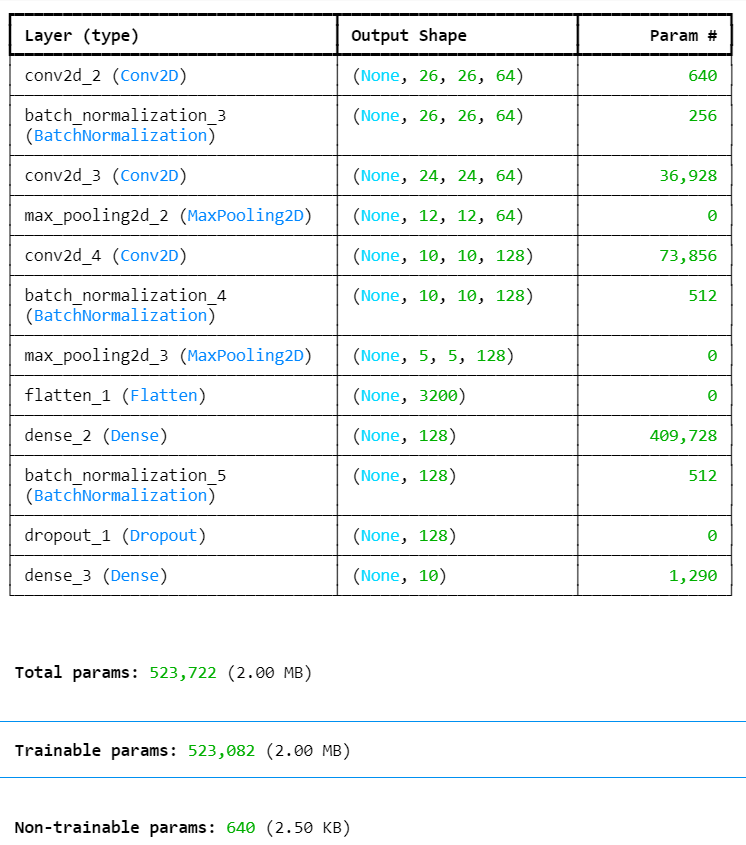 Layer (type) Output Shape Param #
conv2d_2 (Conv2D) (None, 26, 26, 64) 640
batch_normalization_3 (None, 26, 26, 64) 256
(BatchNormalization)
conv2d_3 (Conv2D) (None, 24, 24, 64) 36,928
max_pooling2d_2 (MaxPooling2D) (None, 12, 12, 64) 0
conv2d_4 (Conv2D) (None, 10, 10, 128) 73,856
batch_normalization_4 (None, 10, 10, 128) 512
(BatchNormalization)
max_pooling2d_3 (MaxPooling2D) (None, 5, 5, 128) 0
flatten_1 (Flatten) (None, 3200) 0
dense_2 (Dense) (None, 128) 409,728
batch_normalization_5 (None, 128) 512
(BatchNormalization)
dropout_1 (Dropout) (None, 128) 0
dense_3 (Dense) (None, 10) 1,290
Total params: 523,722 (2.00 MB)
Trainable params: 523,082 (2.00 MB)
Non-trainable params: 640 (2.50 KB)